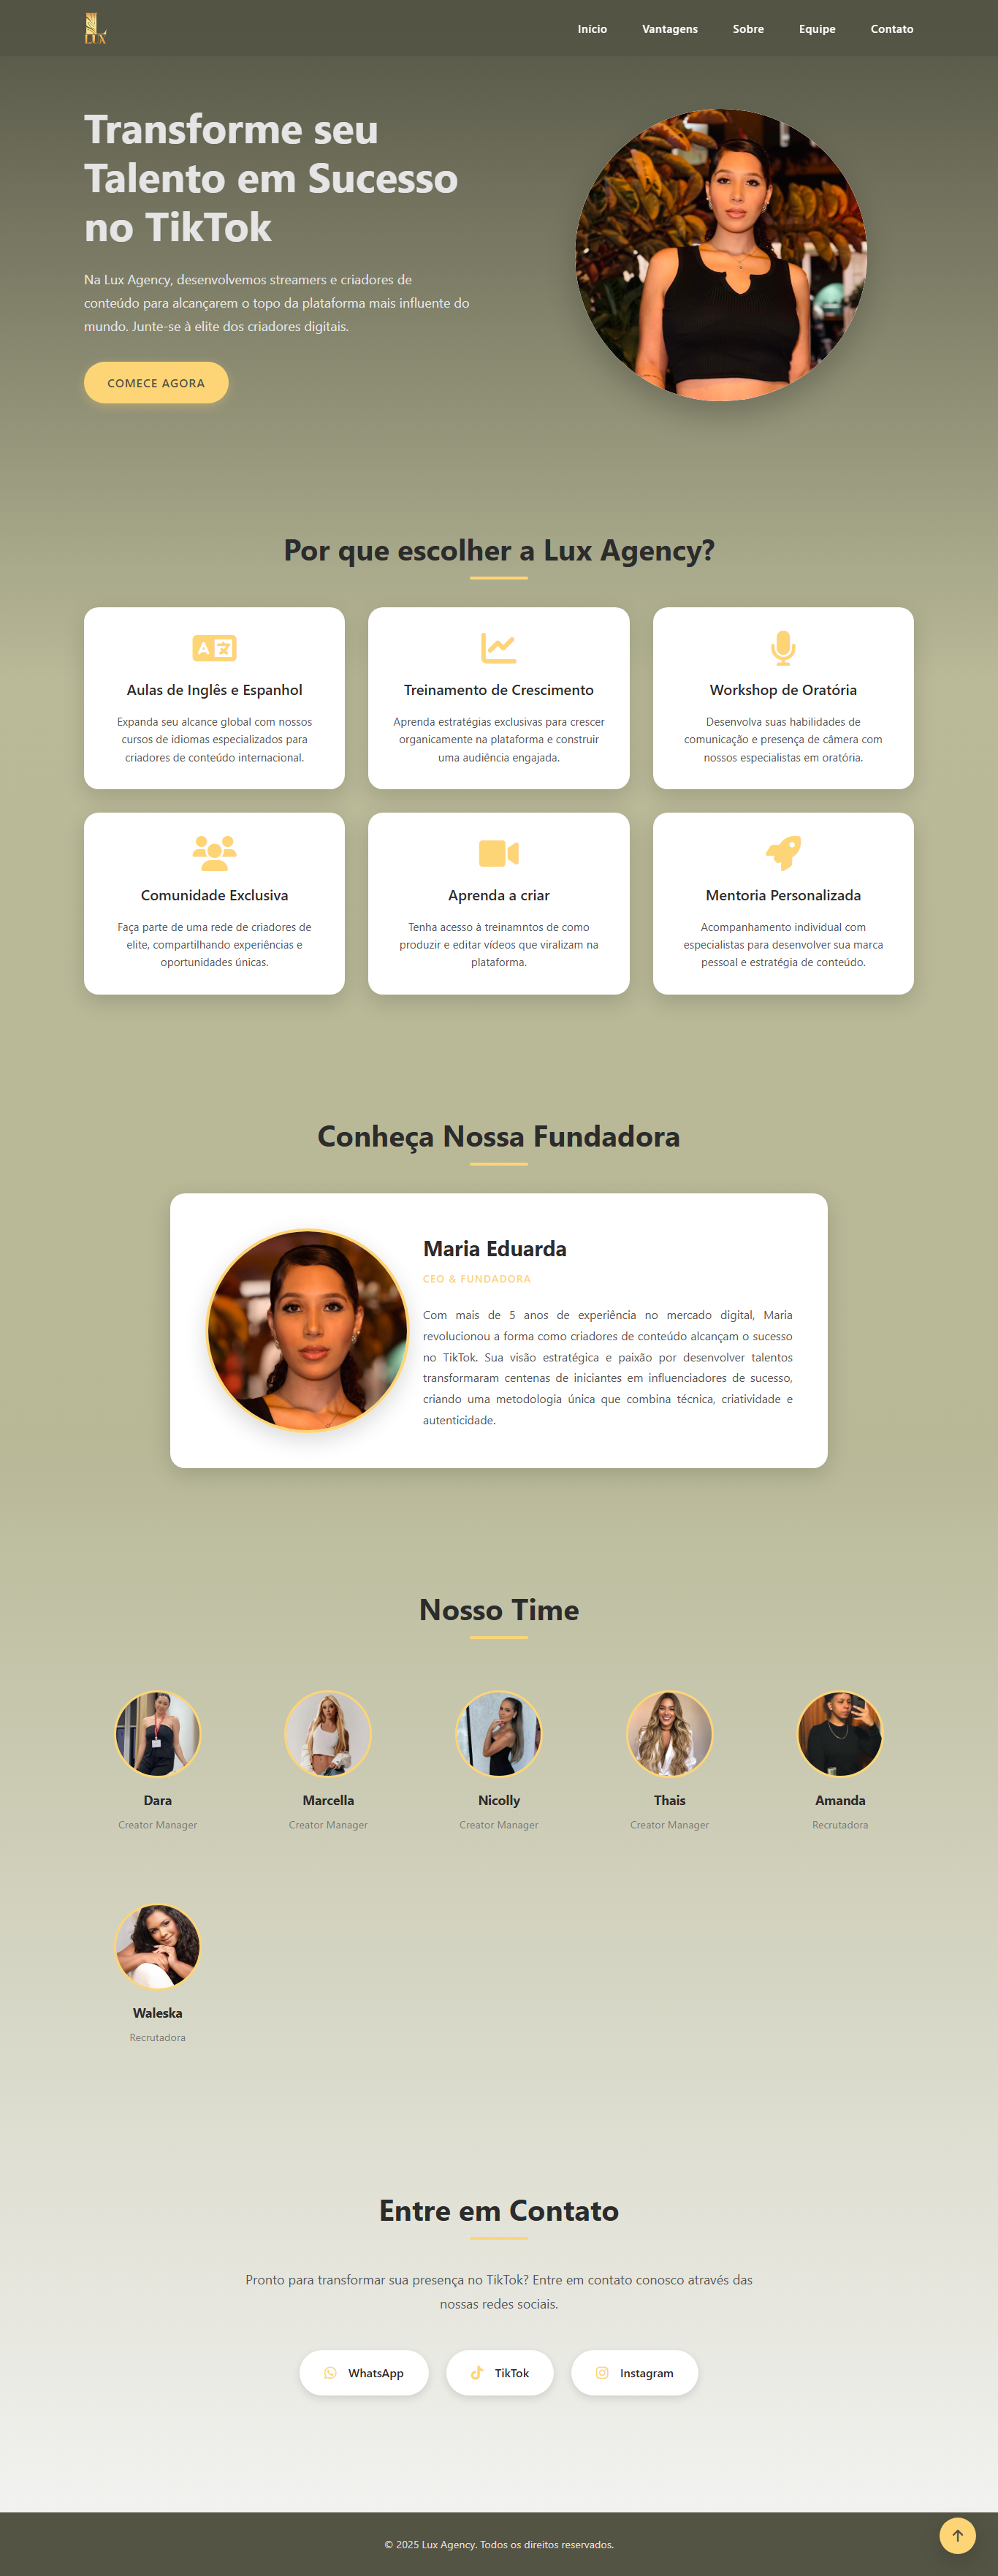 LUX
Início
Vantagens
Sobre
Equipe
Contato
Transforme seu
Talento em Sucesso
no TikTok
Na Lux Agency, desenvolvemos streamers e criadores de
conteúdo para alcançarem o topo da plataforma mais influente do
mundo. Junte-se à elite dos criadores digitais.
COMECE AGORA
Por que escolher a Lux Agency?
Aulas de Inglês e Espanhol
Expanda seu alcance global com nossos
cursos de idiomas especializados para
criadores de conteúdo internacional.
Treinamento de Crescimento
Aprenda estratégias exclusivas para crescer
organicamente na plataforma e construir
uma audiência engajada.
Workshop de Oratória
Desenvolva suas habilidades de
comunicação e presença de câmera com
nossos especialistas em oratória.
Comunidade Exclusiva
Faça parte de uma rede de criadores de
elite, compartilhando experiências e
oportunidades únicas.
Aprenda a criar
Tenha acesso à treinamntos de como
produzir e editar vídeos que viralizam na
plataforma.
Mentoria Personalizada
Acompanhamento individual com
especialistas para desenvolver sua marca
pessoal e estratégia de conteúdo.
Conheça Nossa Fundadora
Maria Eduarda
CEO & FUNDADORA
Com mais de 5 anos de experiência no mercado digital, Maria
revolucionou a forma como criadores de conteúdo alcançam o sucesso
no TikTok. Sua visão estratégica e paixão por desenvolver talentos
transformaram centenas de iniciantes em influenciadores de sucesso,
criando uma metodologia única que combina técnica, criatividade e
autenticidade.
Nosso Time
Dara
Creator Manager
Marcella
Creator Manager
Nicolly
Creator Manager
Thais
Creator Manager
Amanda
Recrutadora
Waleska
Recrutadora
Entre em Contato
Pronto para transformar sua presença no TikTok? Entre em contato conosco através das
nossas redes sociais.
WhatsApp
TikTok
Instagram
© 2025 Lux Agency. Todos os direitos reservados.